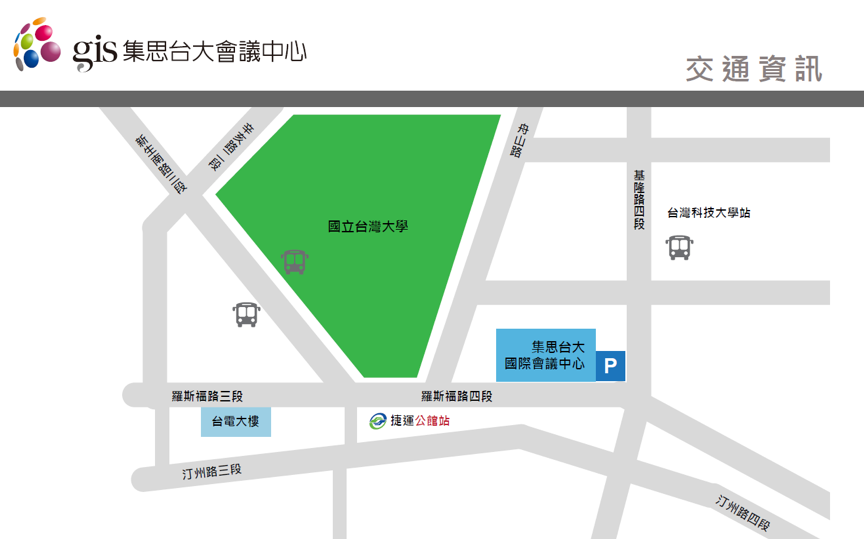 gis 集思台大會議中心
交通資訊
新生南路三段
辛亥路二段
舟山路
基隆路四段
台灣科技大學站
國立台灣大學
集思台大
國際會議中心
P
羅斯福路三段
羅斯福路四段
台電大樓
捷運公館站
汀州路三段
汀州路四段